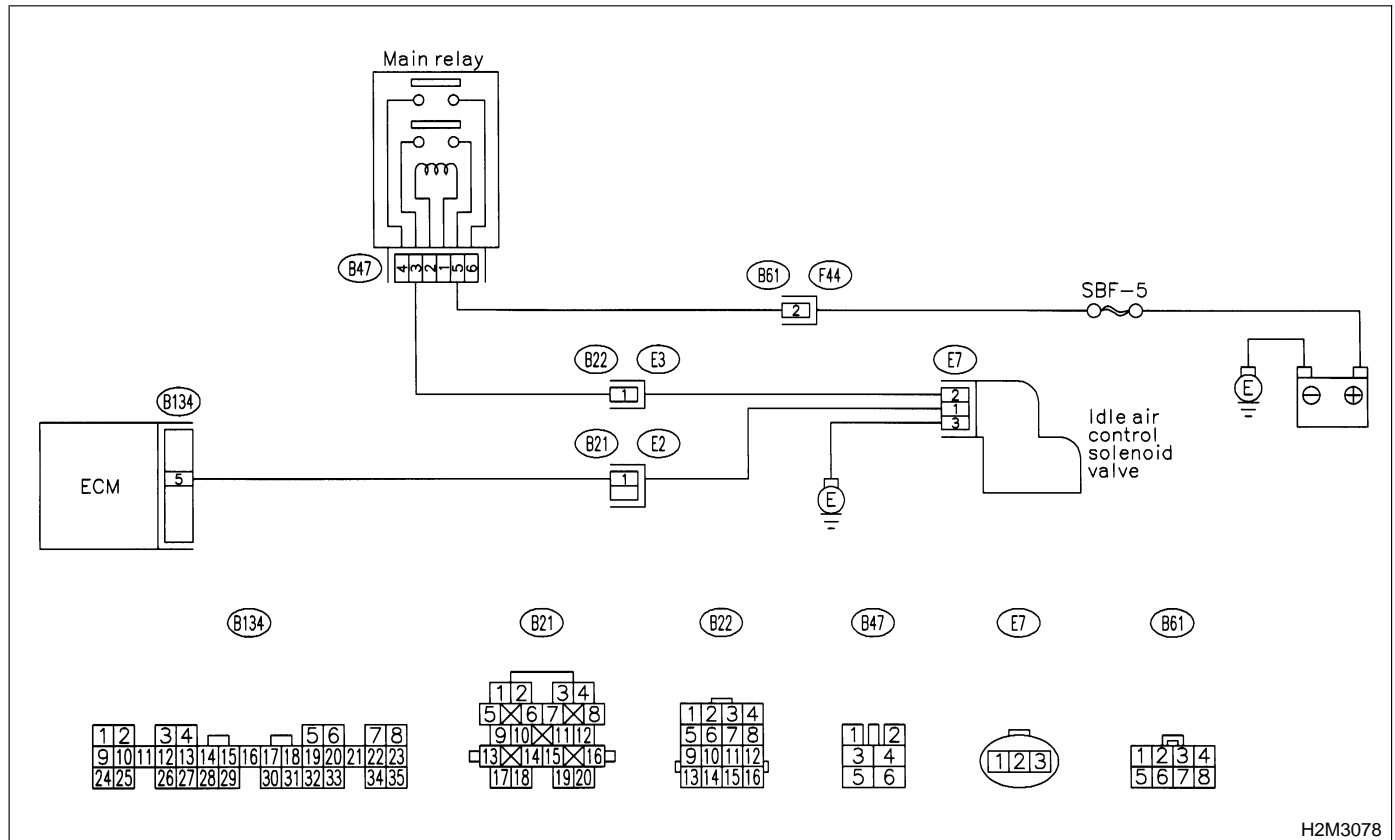 Main relay
B47
4 3 2 1 5 6
B61 F44
2
SBF-5
B22 E3
1
E7
2
1
3
E
⊖ ⊕
Idle air
control
solenoid
valve
B134
ECM
5
B21 E2
1
E
B134
B21
B22
B47
E7
B61
1 2 3 4 5 6 7 8
9 10 11 12 13 14 15 16 17 18 19 20 21 22 23
24 25 26 27 28 29 30 31 32 33 34 35
1 2 3 4
5 6 7 8
9 10 11 12
13 14 15 16
17 18 19 20
1 2 3 4
5 6 7 8
9 10 11 12
13 14 15 16
1 2
3 4
5 6
1 2 3
1 2 3 4
5 6 7 8
H2M3078